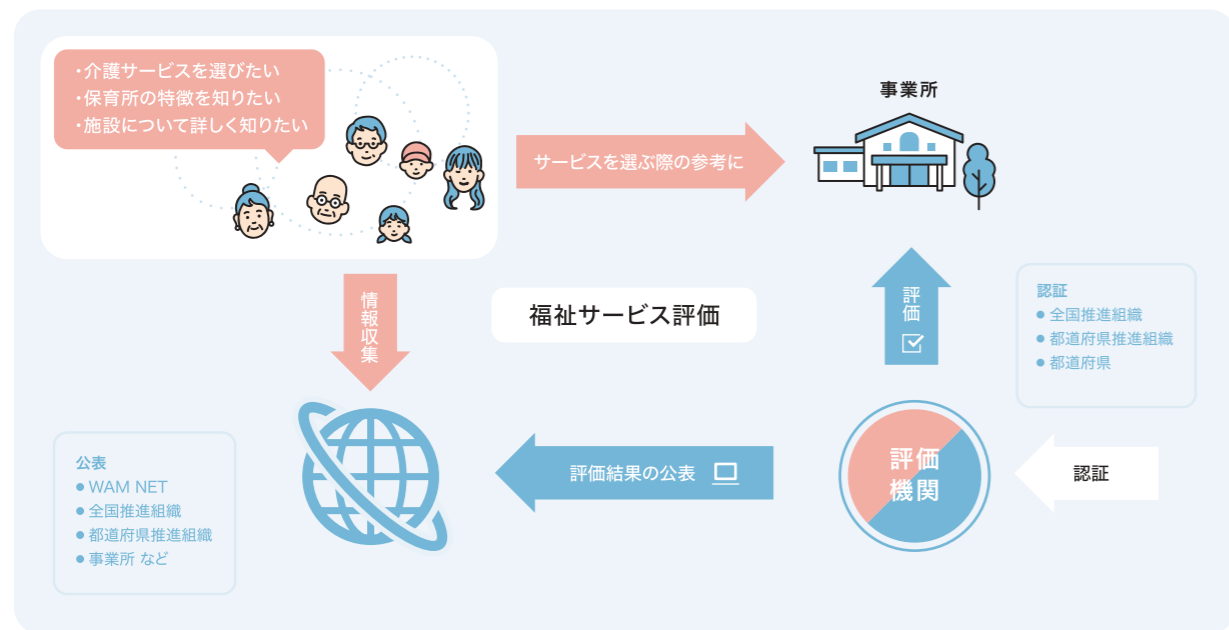 ・介護サービスを選びたい
・保育所の特徴を知りたい
・施設について詳しく知りたい
サービスを選ぶ際の参考に
事業所
情報収集
福祉サービス評価
評価
認証
● 全国推進組織
● 都道府県推進組織
● 都道府県
公表
● WAM NET
● 全国推進組織
● 都道府県推進組織
● 事業所 など
評価結果の公表
評価
機関
認証